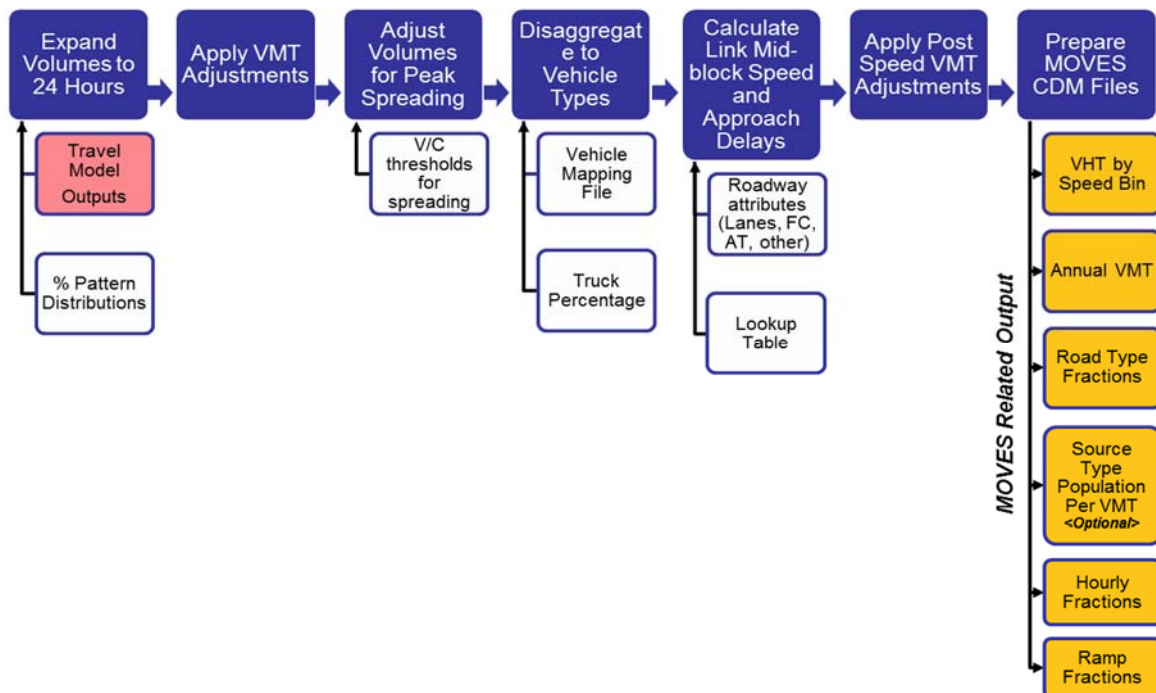 Expand
Volumes to
24 Hours
Travel
Model
Outputs
% Pattern
Distributions
Apply VMT
Adjustments
Adjust
Volumes for
Peak
Spreading
V/C
thresholds
for
spreading
Disaggregat
e to
Vehicle
Types
Vehicle
Mapping
File
Truck
Percentage
Calculate
Link Mid-
block Speed
and
Approach
Delays
Roadway
attributes
(Lanes, FC,
AT, other)
Lookup
Table
Apply Post
Speed VMT
Adjustments
Prepare
MOVES
CDM Files
MOVES Related Output
VHT by
Speed Bin
Annual VMT
Road Type
Fractions
Source
Type
Population
Per VMT
<Optional>
Hourly
Fractions
Ramp
Fractions